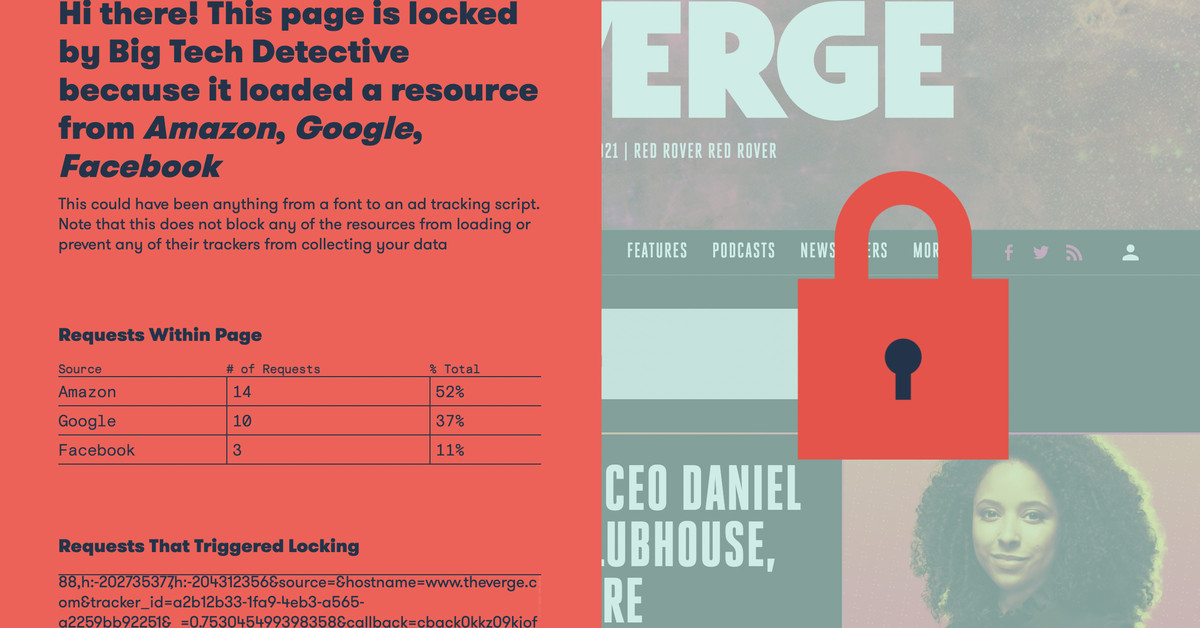 Hi there! This page is locked
by Big Tech Detective
because it loaded a resource
from Amazon, Google,
Facebook
This could have been anything from a font to an ad tracking script.
Note that this does not block any of the resources from loading or
prevent any of their trackers from collecting your data
Requests Within Page
Source # of Requests % Total
Amazon 14 52%
Google 10 37%
Facebook 3 11%
Requests That Triggered Locking
88,h:-202735377,h:-204312356&source=&hostname=www.theverge.c
om&tracker_id=a2b12b33-1fa9-4eb3-a565-
a2259bb92251&_=0.753045499398358&callback=cback0kkz09kjof
VERGE
21 | RED ROVER RED ROVER
FEATURES PODCASTS NEWS ERS MOR
CEO DANIEL
LUBHOUSE,
RE